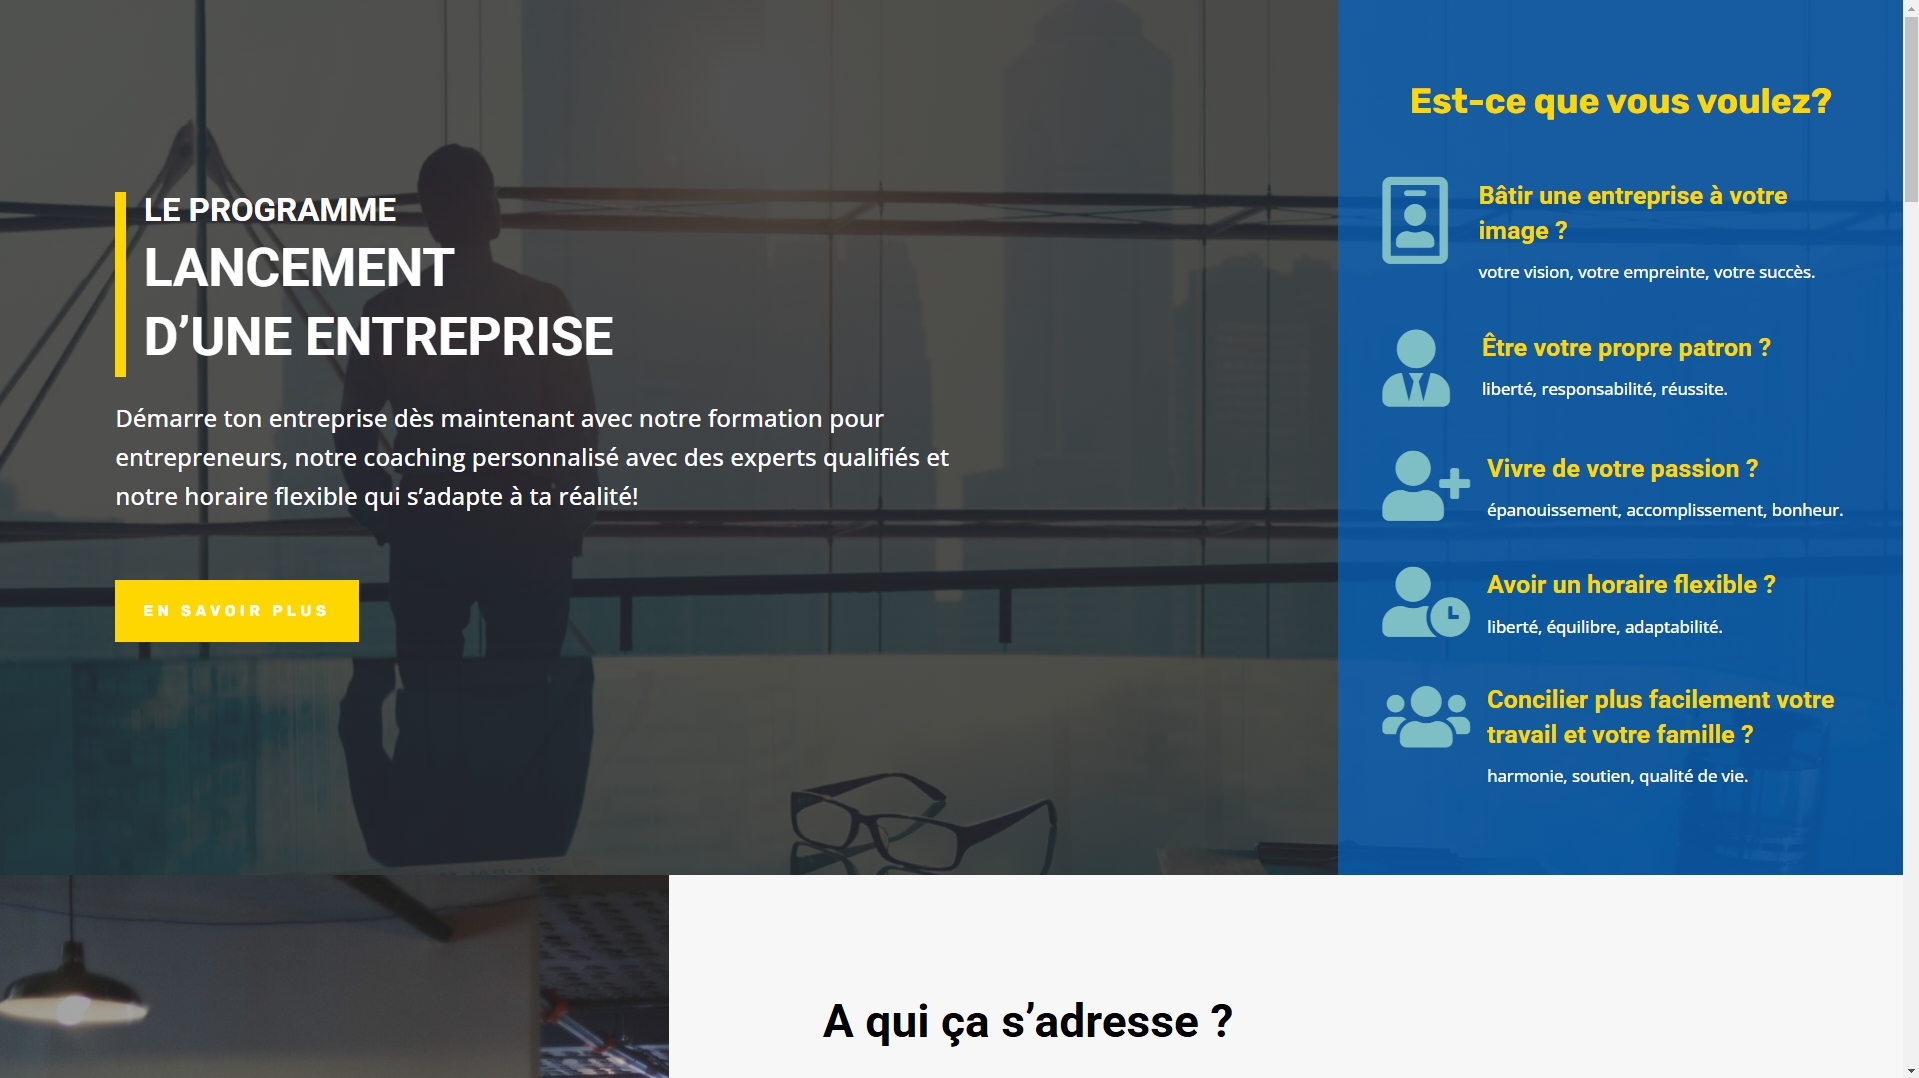 LE PROGRAMME
LANCEMENT
D’UNE ENTREPRISE
Démarre ton entreprise dès maintenant avec notre formation pour
entrepreneurs, notre coaching personnalisé avec des experts qualifiés et
notre horaire flexible qui s’adapte à ta réalité!
EN SAVOIR PLUS
Est-ce que vous voulez?
Bâtir une entreprise à votre
image ?
votre vision, votre empreinte, votre succès.
Être votre propre patron ?
liberté, responsabilité, réussite.
Vivre de votre passion ?
épanouissement, accomplissement, bonheur.
Avoir un horaire flexible ?
liberté, équilibre, adaptabilité.
Concilier plus facilement votre
travail et votre famille ?
harmonie, soutien, qualité de vie.
A qui ça s’adresse ?